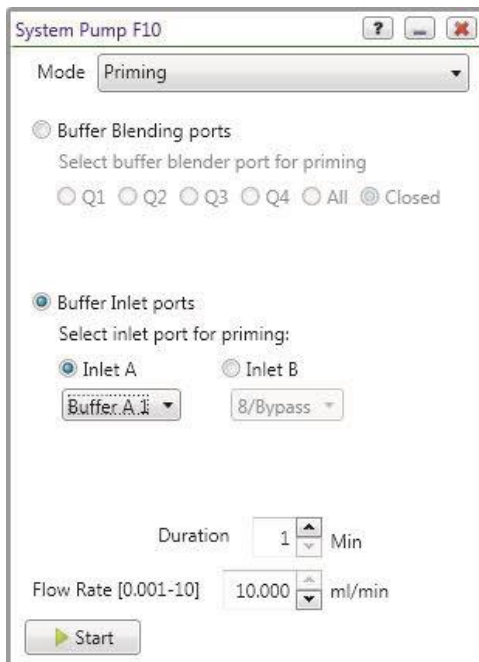 System Pump F10 ?
Mode Priming
Buffer Blending ports
Select buffer blender port for priming
Q1 Q2 Q3 Q4 All Closed
Buffer Inlet ports
Select inlet port for priming:
Inlet A Inlet B
Buffer A 1 8/Bypass
Duration 1 Min
Flow Rate [0.001-10] 10.000 ml/min
Start